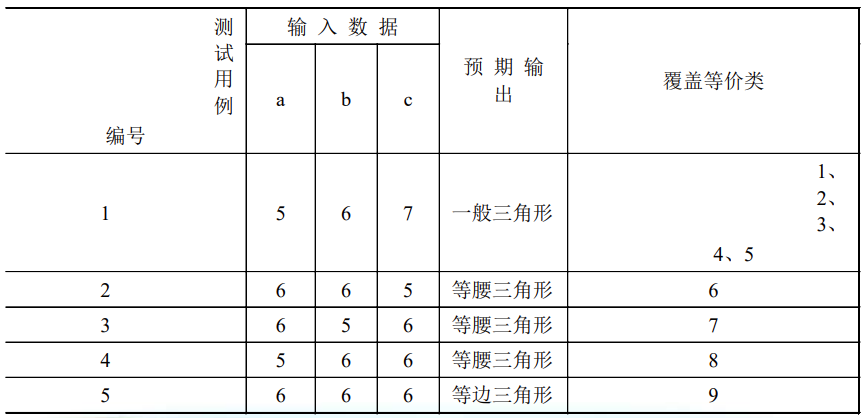 测
试
用
例
编号
输 入 数 据
a b c
预 期 输
出
覆盖等价类
1 5 6 7 一般三角形 1、
2、
3、
4、5
2 6 6 5 等腰三角形 6
3 6 5 6 等腰三角形 7
4 5 6 6 等腰三角形 8
5 6 6 6 等边三角形 9